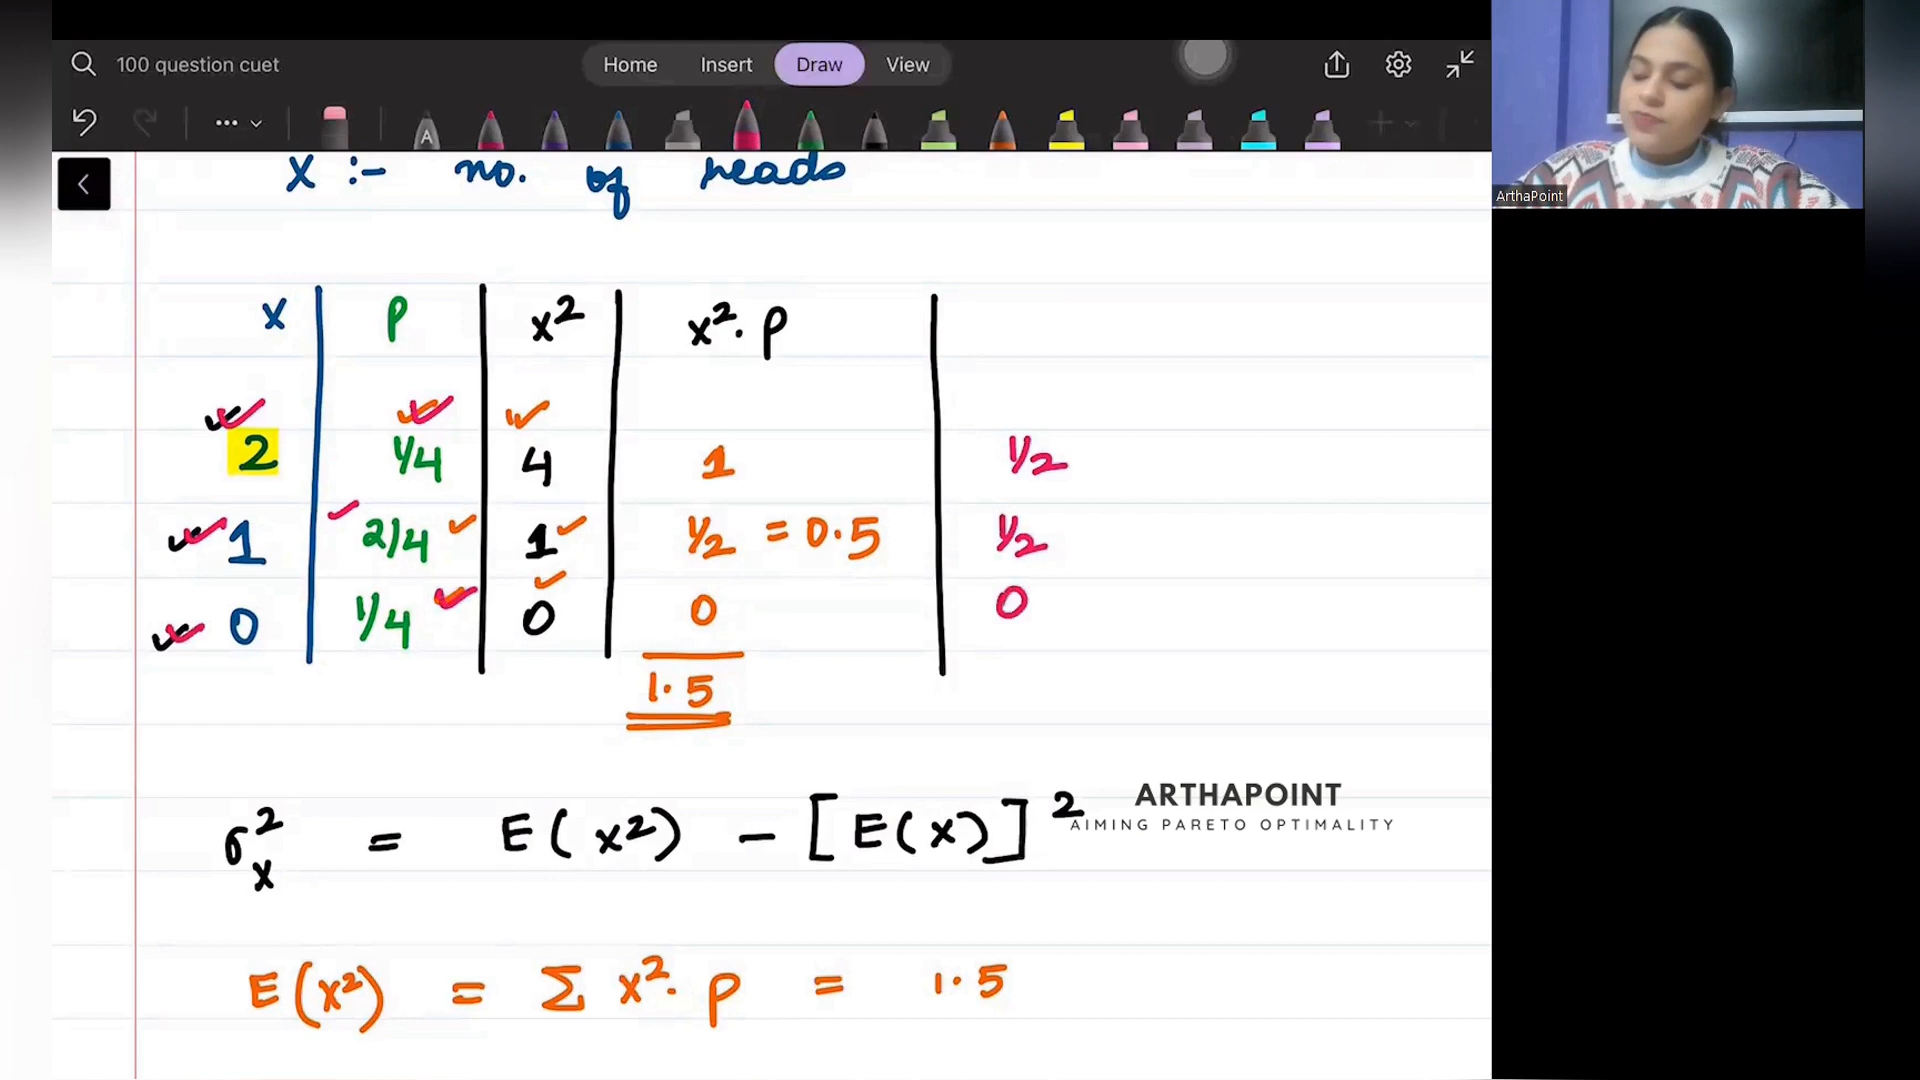 100 question cuet
Home Insert Draw View
A
ArthaPoint
x :- no. of heads
x p x² x². p
2 1/4 4 1 1/2
1 2/4 1 1/2 = 0.5 1/2
0 1/4 0 0 0
1.5
ARTHAPOINT
AIMING PARETO OPTIMALITY
σ²x = E(x²) - [E(x)]²
E(x²) = Σ x². p = 1.5